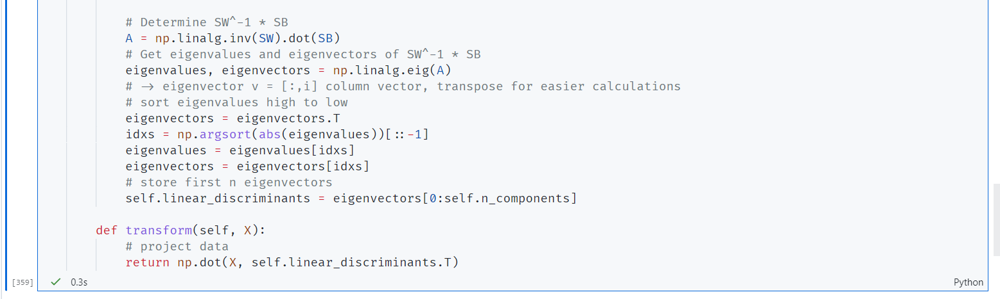 # Determine SW^-1 * SB
A = np.linalg.inv(SW).dot(SB)
# Get eigenvalues and eigenvectors of SW^-1 * SB
eigenvalues, eigenvectors = np.linalg.eig(A)
# -> eigenvector v = [:,i] column vector, transpose for easier calculations
# sort eigenvalues high to low
eigenvectors = eigenvectors.T
idxs = np.argsort(abs(eigenvalues))[::-1]
eigenvalues = eigenvalues[idxs]
eigenvectors = eigenvectors[idxs]
# store first n eigenvectors
self.linear_discriminants = eigenvectors[0:self.n_components]
def transform(self, X):
# project data
return np.dot(X, self.linear_discriminants.T)
[359] ✓ 0.3s Python